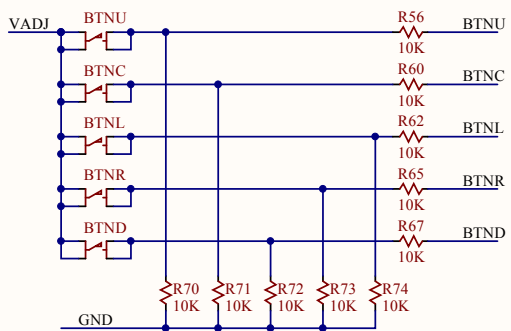 BTNU R56 BTNU
VADJ
10K
BTNC R60 BTNC
10K
BTNL R62 BTNL
10K
BTNR R65 BTNR
10K
BTND R67 BTND
10K
R70 R71 R72 R73 R74
10K 10K 10K 10K 10K
GND